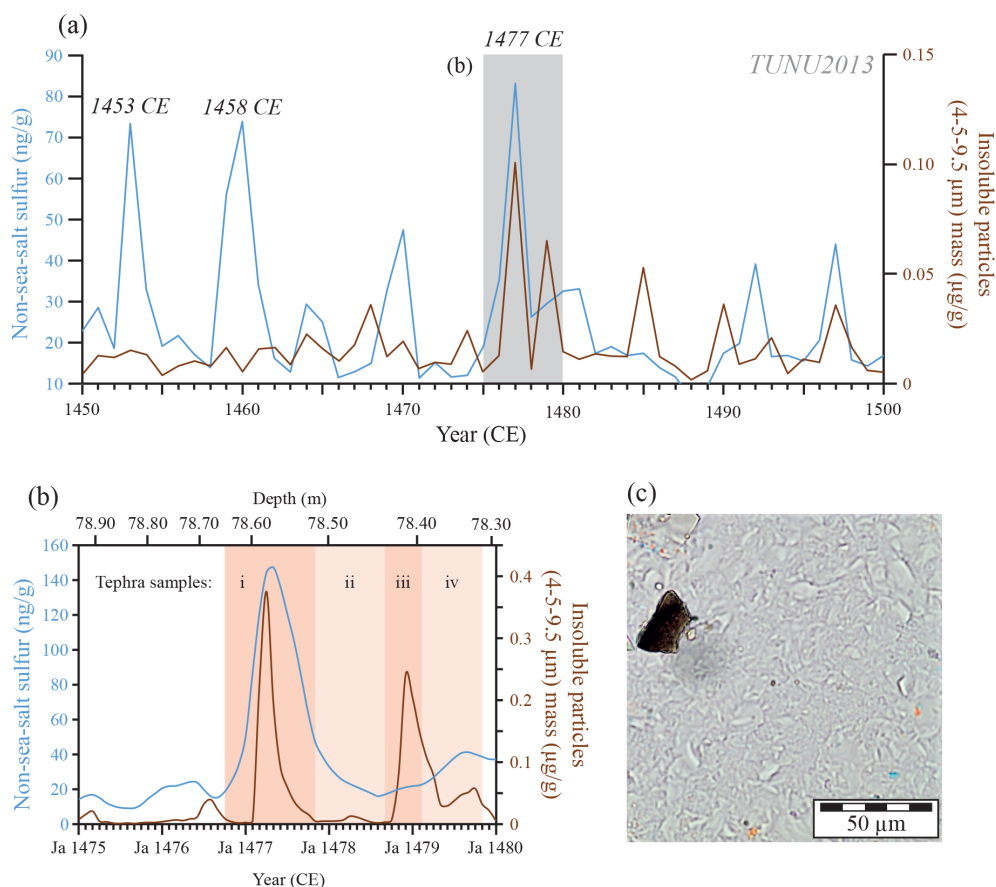 (a)
1477 CE
(b)
TUNU2013
1453 CE
1458 CE
90
80
70
60
50
40
30
20
10
Non-sea-salt sulfur (ng/g)
0.15
0.10
0.05
0
Insoluble particles
(4-5-9.5 µm) mass (µg/g)
1450
1460
1470
1480
1490
1500
Year (CE)
(b)
Depth (m)
78.90
78.80
78.70
78.60
78.50
78.40
78.30
160
140
120
100
80
60
40
20
0
Non-sea-salt sulfur (ng/g)
Tephra samples:
i
ii
iii
iv
0.4
0.3
0.2
0.1
0
Insoluble particles
(4-5-9.5 µm) mass (µg/g)
Ja 1475
Ja 1476
Ja 1477
Ja 1478
Ja 1479
Ja 1480
Year (CE)
(c)
50 µm